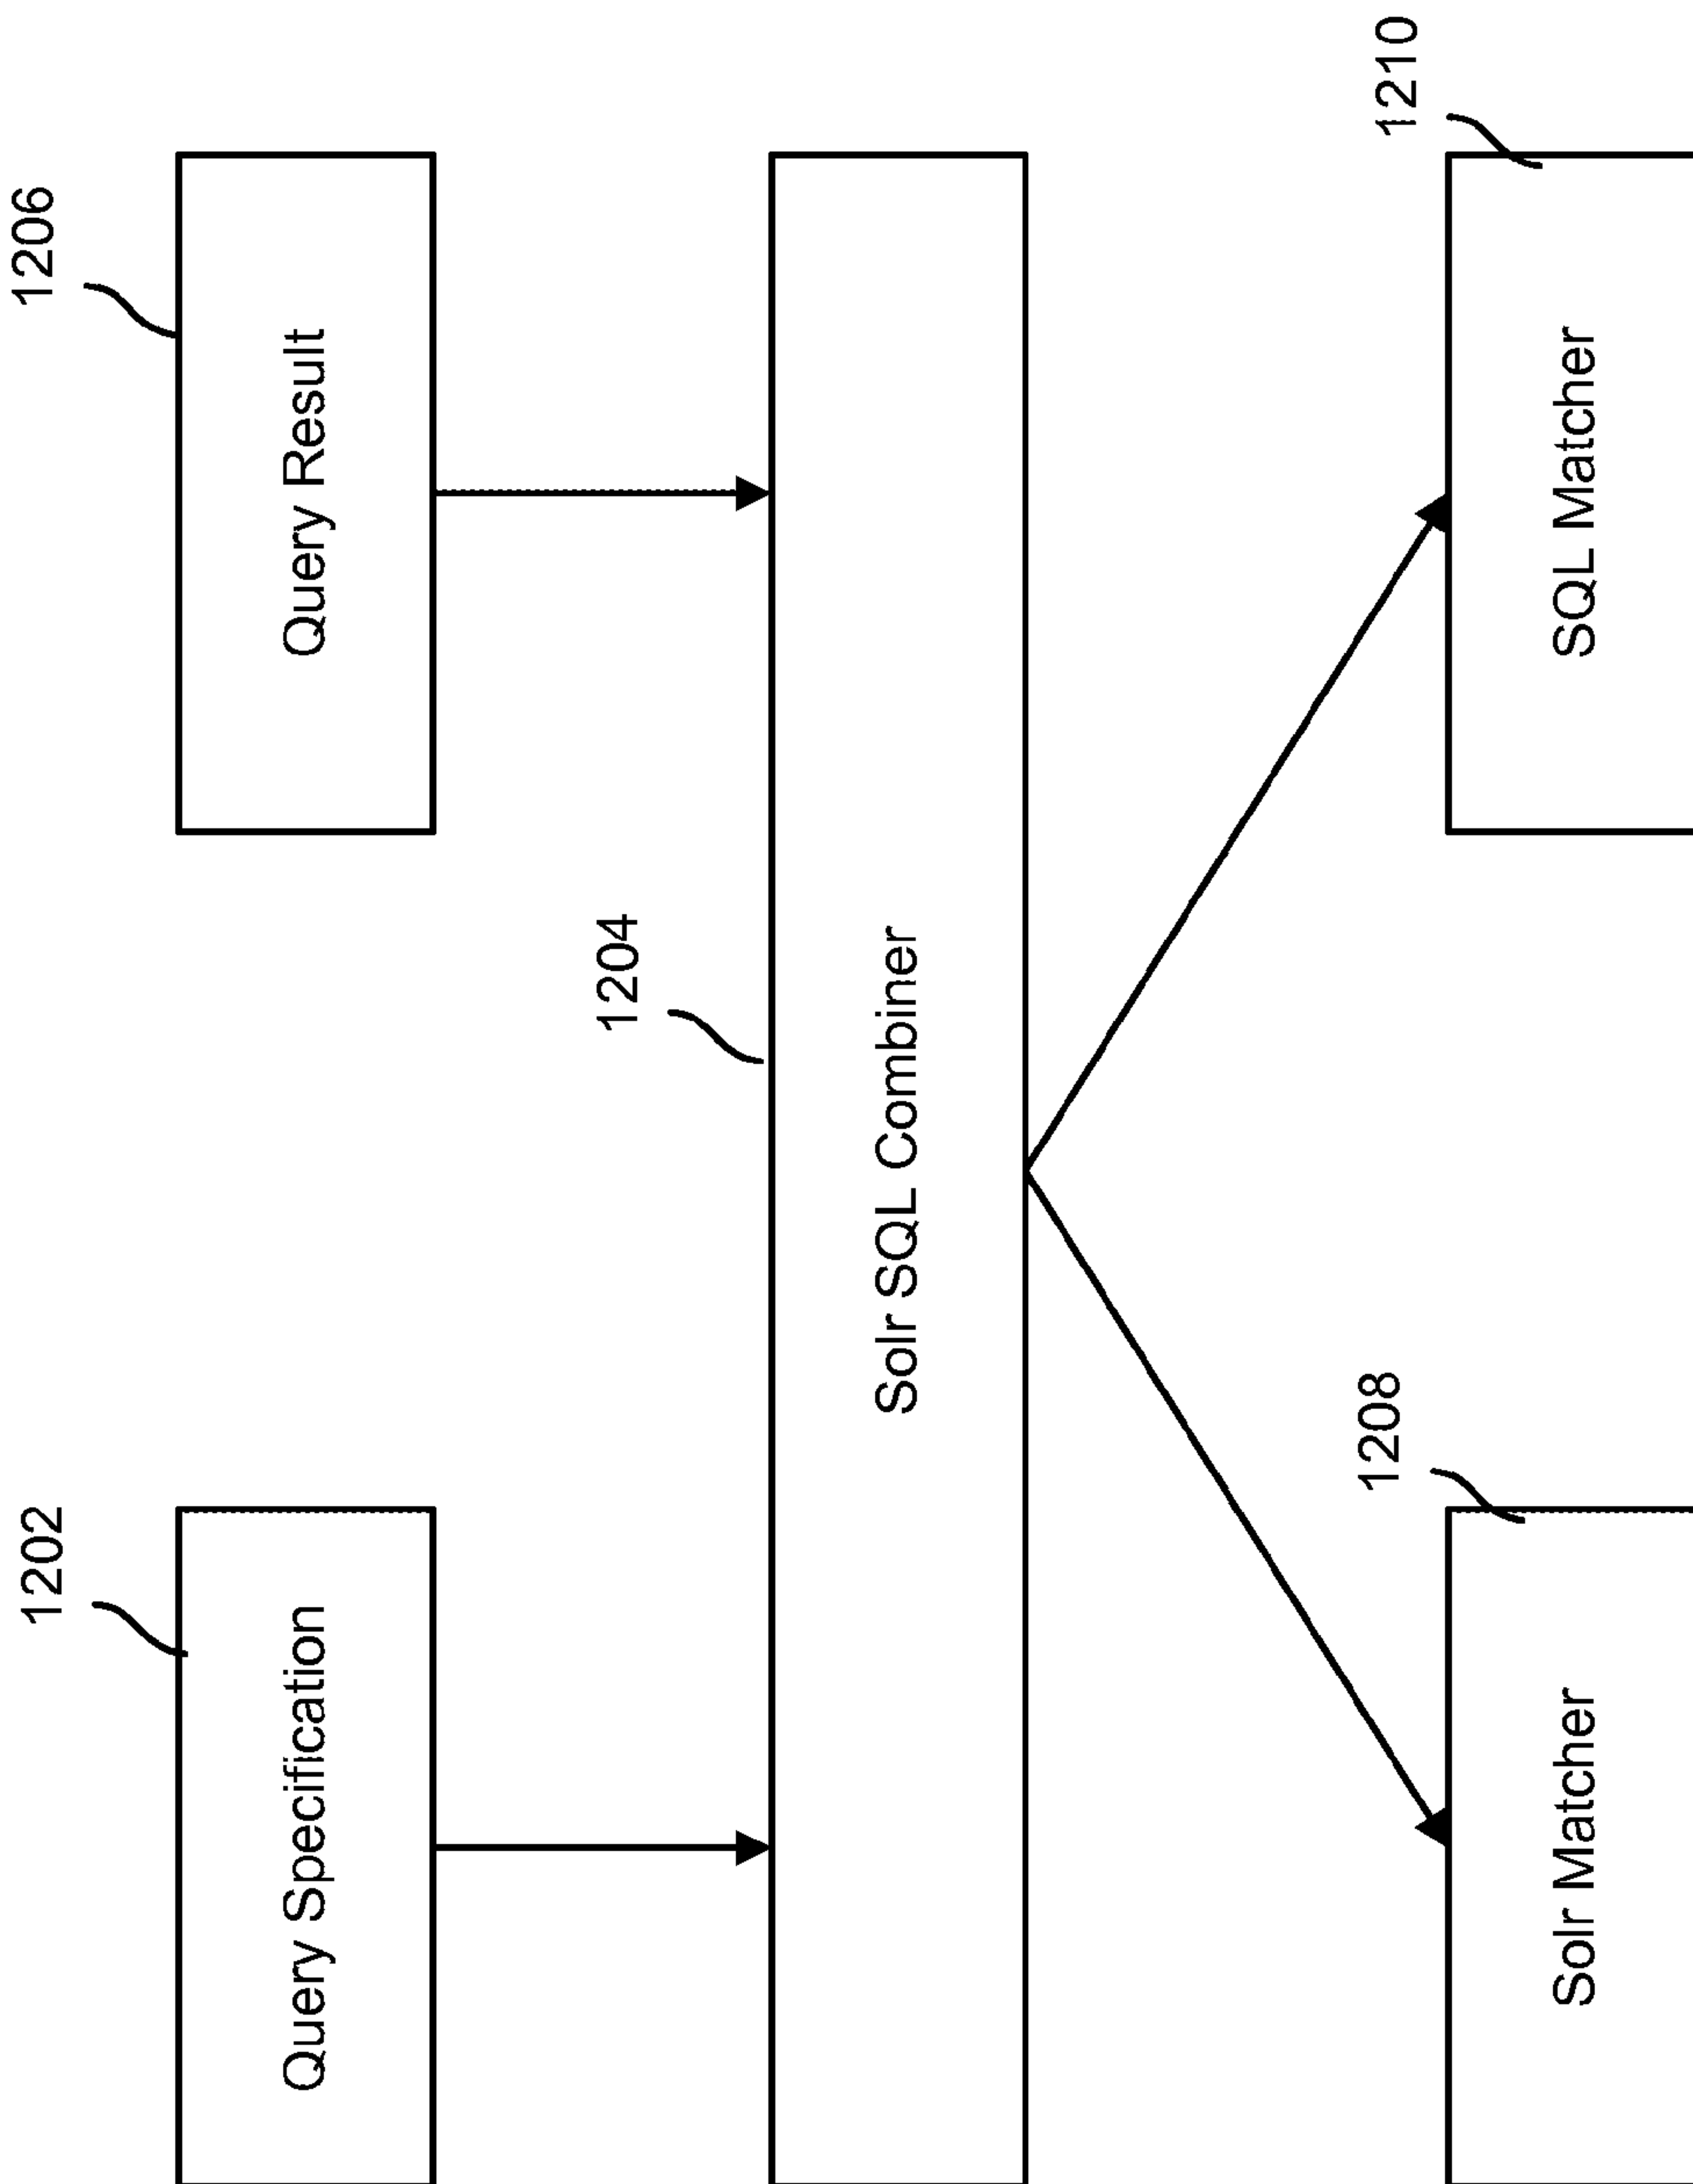 1202
Query Specification
1206
Query Result
1204
Solr SQL Combiner
1208
Solr Matcher
1210
SQL Matcher